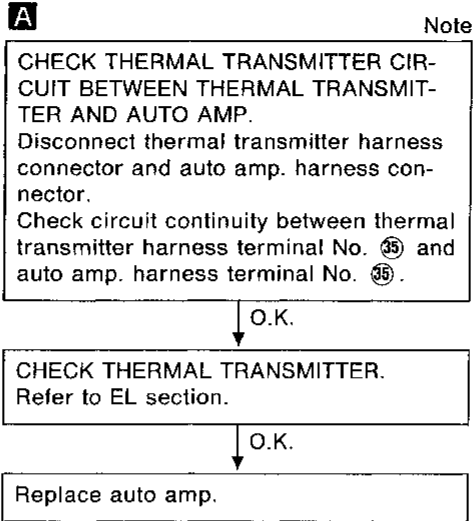 A
Note
CHECK THERMAL TRANSMITTER CIR-
CUIT BETWEEN THERMAL TRANSMIT-
TER AND AUTO AMP.
Disconnect thermal transmitter harness
connector and auto amp. harness con-
nector.
Check circuit continuity between thermal
transmitter harness terminal No. ㉟ and
auto amp. harness terminal No. ㉟.
O.K.
CHECK THERMAL TRANSMITTER.
Refer to EL section.
O.K.
Replace auto amp.